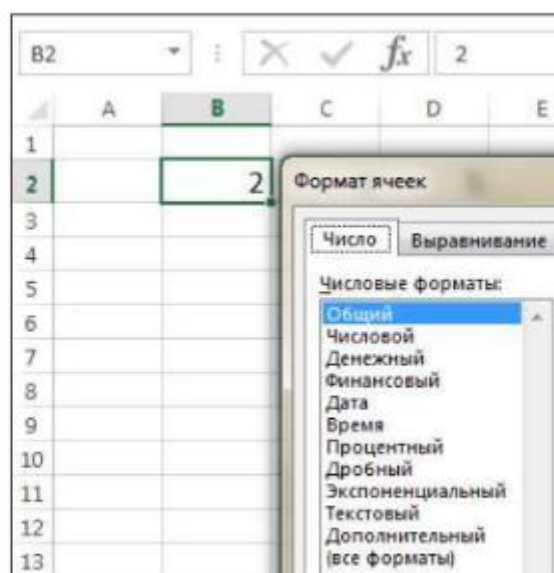 B2 fx 2
A B C D E
1
2 2
3
4
5
6
7
8
9
10
11
12
13
Формат ячеек
Число Выравнивание
Числовые форматы:
Общий
Числовой
Денежный
Финансовый
Дата
Время
Процентный
Дробный
Экспоненциальный
Текстовый
Дополнительный
(все форматы)